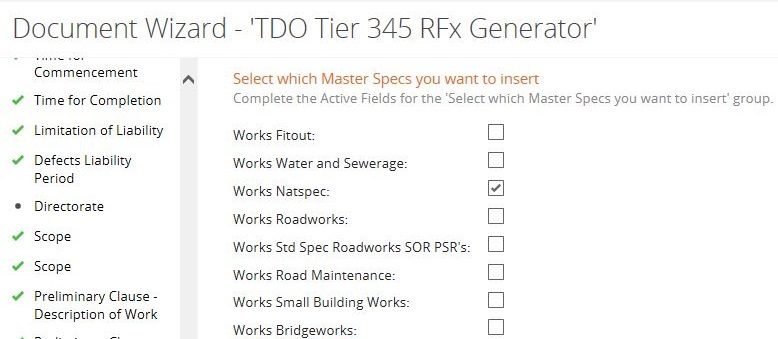 Document Wizard - 'TDO Tier 345 RFx Generator'
Commencement
Time for Completion
Limitation of Liability
Defects Liability
Period
Directorate
Scope
Scope
Preliminary Clause -
Description of Work
Select which Master Specs you want to insert
Complete the Active Fields for the 'Select which Master Specs you want to insert' group.
Works Fitout:
Works Water and Sewerage:
Works Natspec:
Works Roadworks:
Works Std Spec Roadworks SOR PSR's:
Works Road Maintenance:
Works Small Building Works:
Works Bridgeworks: